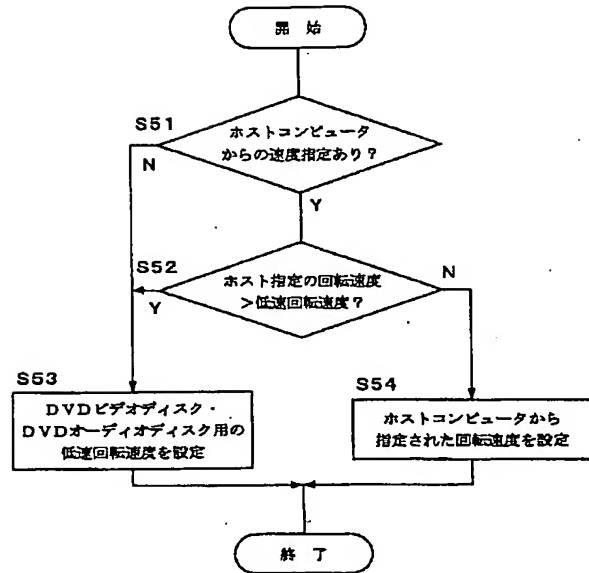 開 始
S51
ホストコンピュータ
からの速度指定あり？
N
Y
S52
ホスト指定の回転速度
＞低速回転速度？
N
Y
S53
DVDビデオディスク・
DVDオーディオディスク用の
低速回転速度を設定
S54
ホストコンピュータから
指定された回転速度を設定
終 了